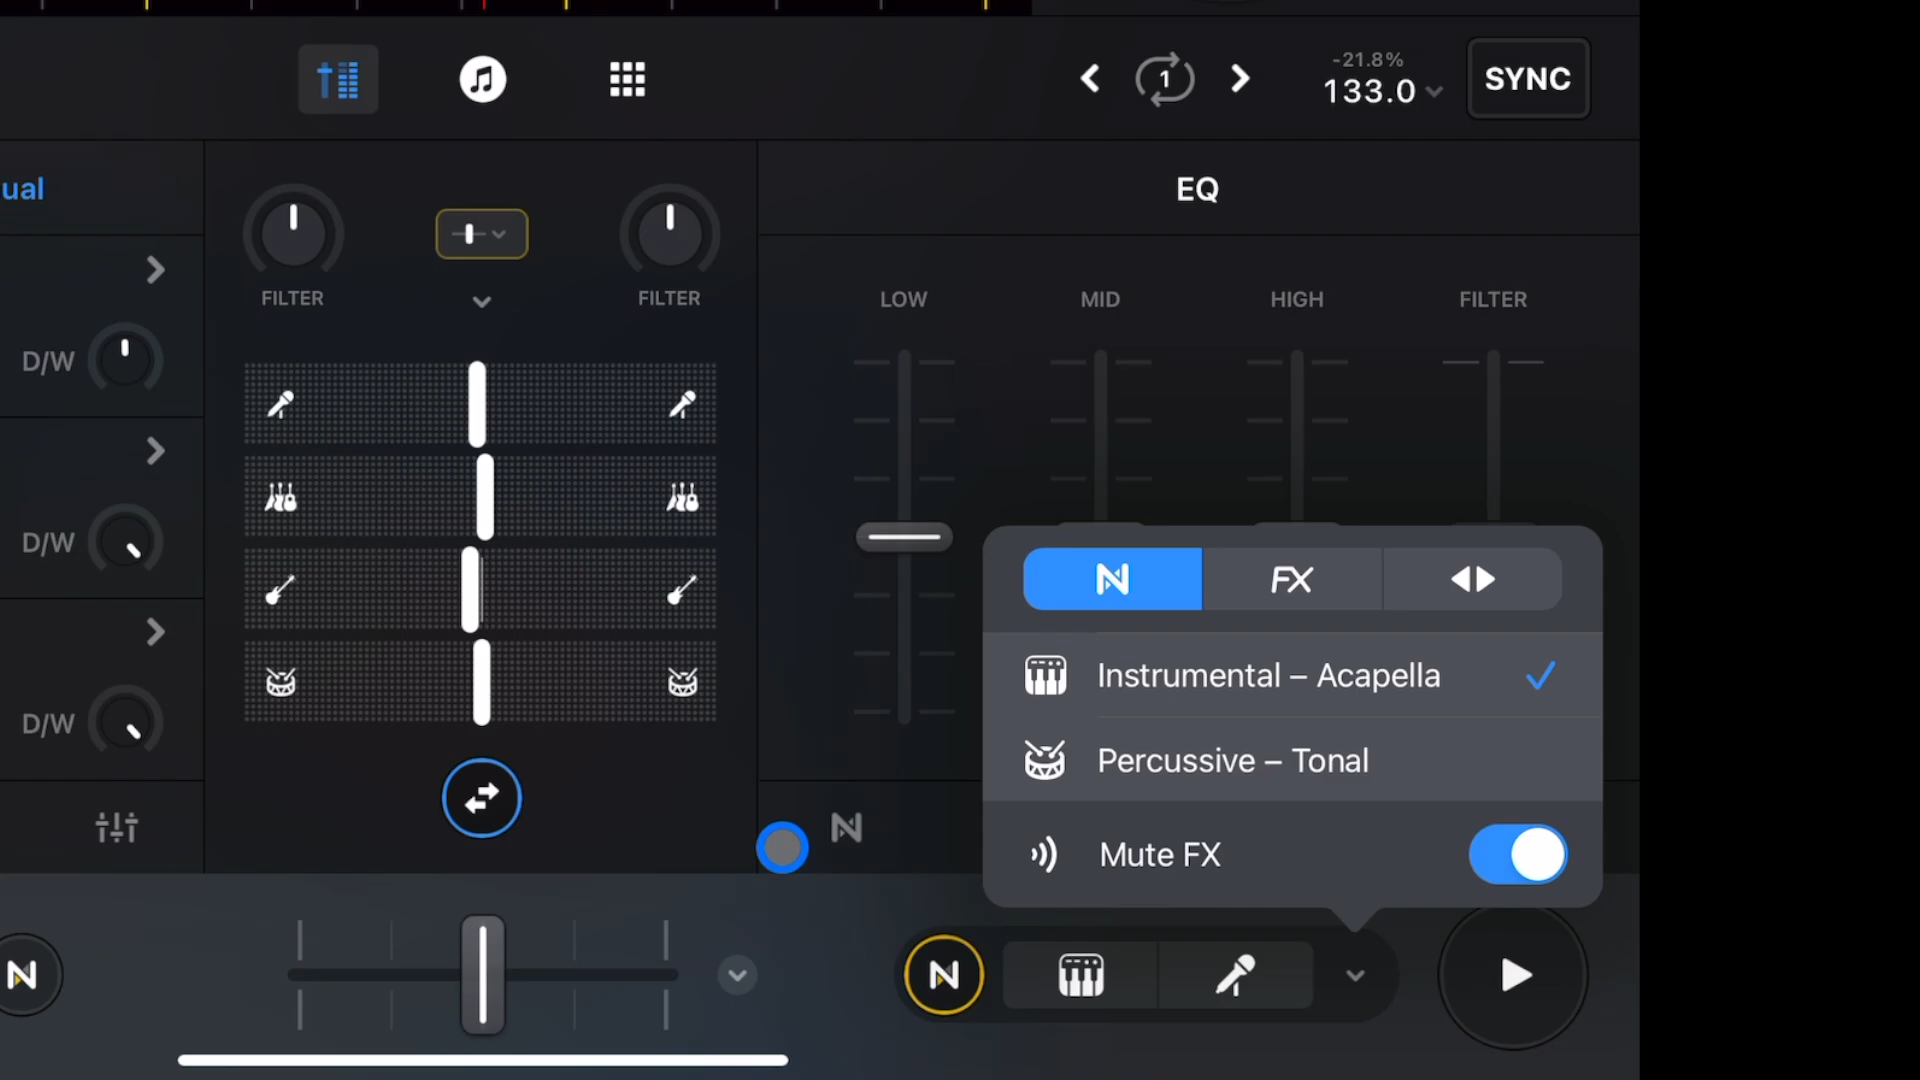 -21.8%
1
133.0
SYNC
ual
EQ
FILTER
FILTER
LOW
MID
HIGH
FILTER
D/W
D/W
D/W
N
FX
Instrumental – Acapella
Percussive – Tonal
Mute FX
N
N
N